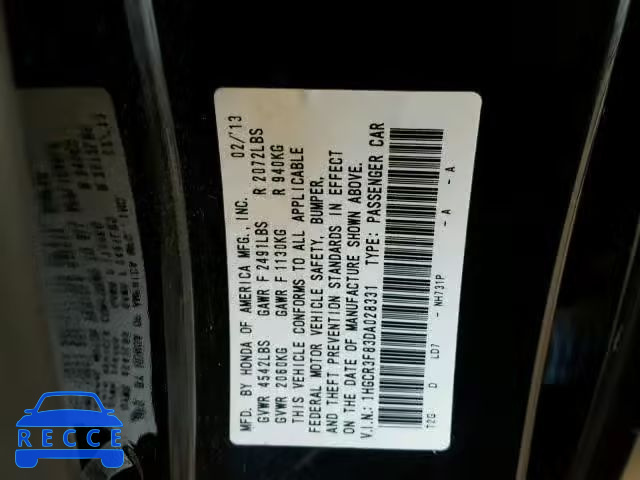 MFD. BY HONDA OF AMERICA MFG., INC. 02/'13
GVWR 4542LBS GAWR F 2491LBS R 2072LBS
GVWR 2060KG GAWR F 1130KG R 940KG
THIS VEHICLE CONFORMS TO ALL APPLICABLE
FEDERAL MOTOR VEHICLE SAFETY, BUMPER,
AND THEFT PREVENTION STANDARDS IN EFFECT
ON THE DATE OF MANUFACTURE SHOWN ABOVE.
V.I.N.: 1HGCR3F83DA028331 TYPE: PASSENGER CAR
T2G D LD7 - NH731P - A - A
RECCE